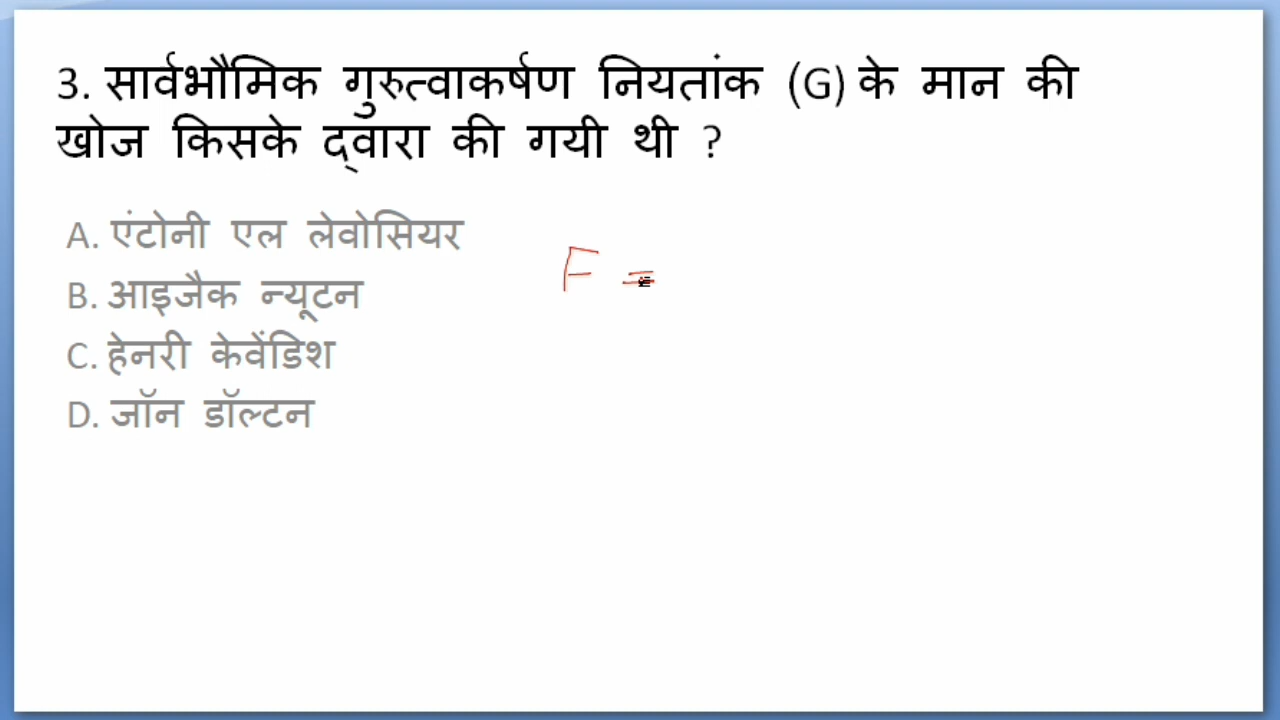 3. सार्वभौमिक गुरुत्वाकर्षण नियतांक (G) के मान की
खोज किसके द्वारा की गयी थी ?
A. एंटोनी एल लेवोसियर
B. आइजैक न्यूटन
C. हेनरी केवेंडिश
D. जॉन डॉल्टन
F =